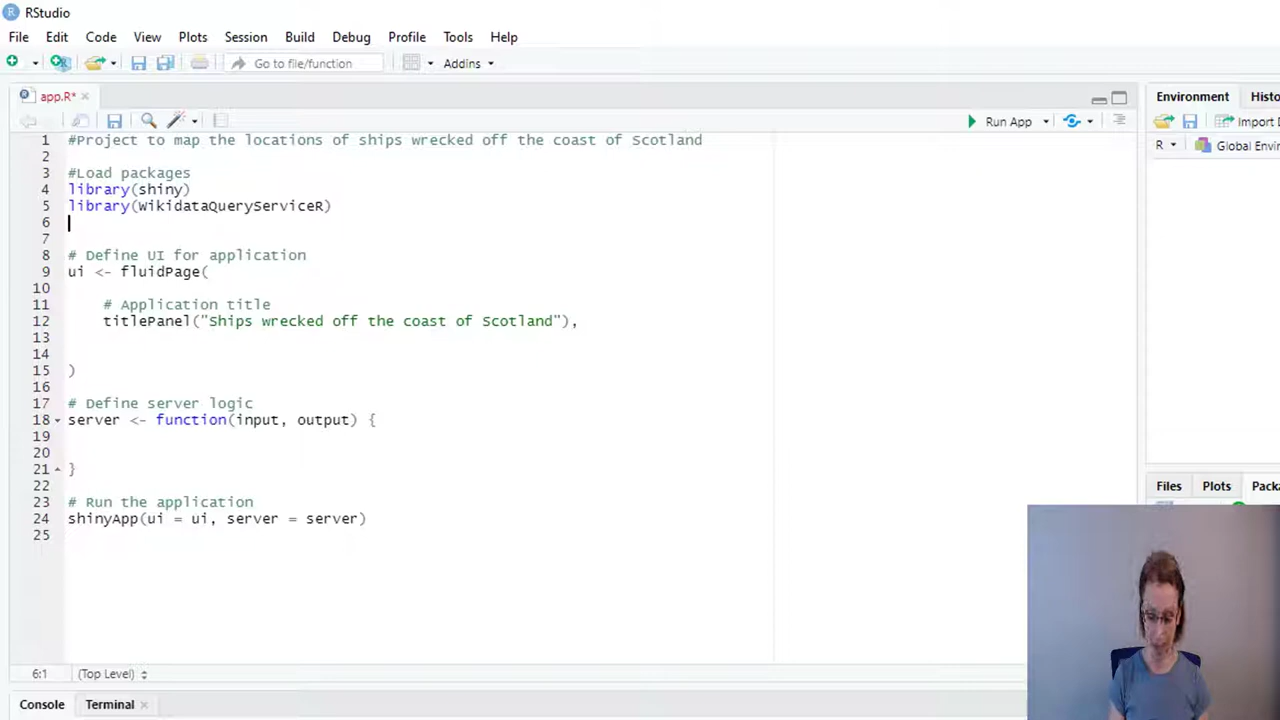 RStudio
File Edit Code View Plots Session Build Debug Profile Tools Help
Go to file/function Addins
app.R* Environment Histo
Run App Import D
R Global Envir
1 #Project to map the locations of ships wrecked off the coast of Scotland
2
3 #Load packages
4 library(shiny)
5 library(WikidataQueryServiceR)
6
7
8 # Define UI for application
9 ui <- fluidPage(
10
11 # Application title
12 titlePanel("Ships wrecked off the coast of Scotland"),
13
14
15 )
16
17 # Define server logic
18 server <- function(input, output) {
19
20
21 }
22
23 # Run the application
24 shinyApp(ui = ui, server = server)
25
Files Plots Packa
6:1 (Top Level)
Console Terminal